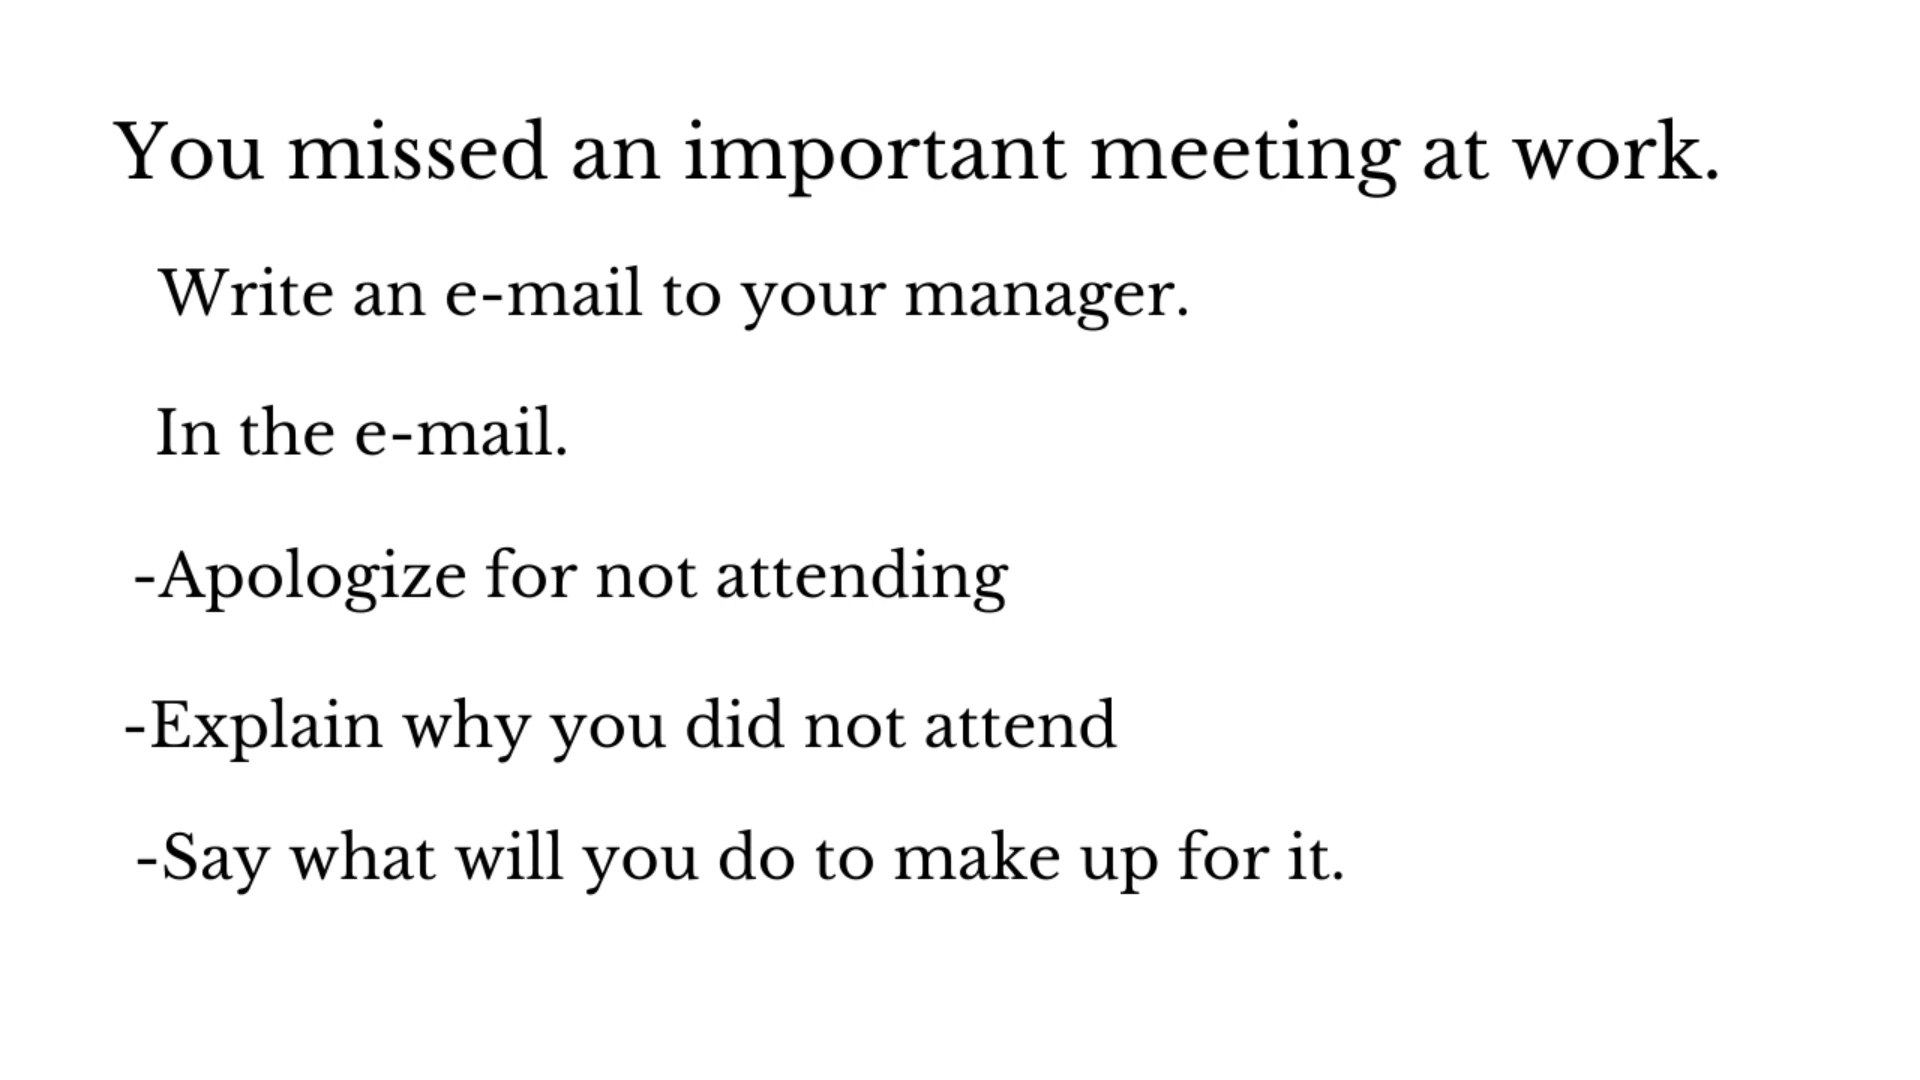 You missed an important meeting at work.
Write an e-mail to your manager.
In the e-mail.
-Apologize for not attending
-Explain why you did not attend
-Say what will you do to make up for it.